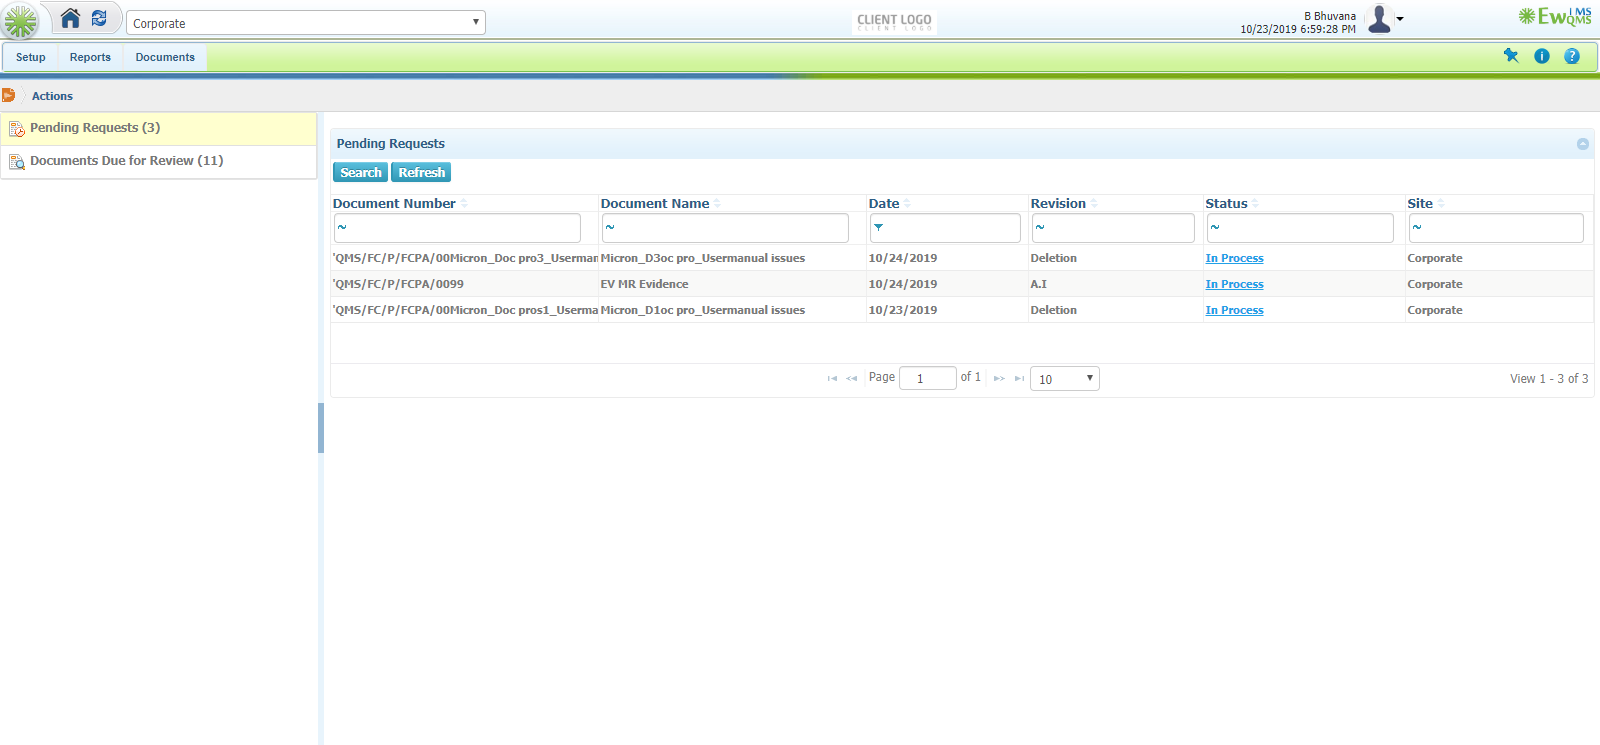 Corporate
CLIENT LOGO
CLIENT LOGO
B Bhuvana
10/23/2019 6:59:28 PM
EwQMS
iMS
Setup Reports Documents
Actions
Pending Requests (3)
Documents Due for Review (11)
Pending Requests
Search Refresh
Document Number Document Name Date Revision Status Site
~ ~ ~ ~ ~
'QMS/FC/P/FCPA/00Micron_Doc pro3_Userman Micron_D3oc pro_Usermanual issues 10/24/2019 Deletion In Process Corporate
'QMS/FC/P/FCPA/0099 EV MR Evidence 10/24/2019 A.I In Process Corporate
'QMS/FC/P/FCPA/00Micron_Doc pros1_Userma Micron_D1oc pro_Usermanual issues 10/23/2019 Deletion In Process Corporate
Page 1 of 1 10 View 1 - 3 of 3